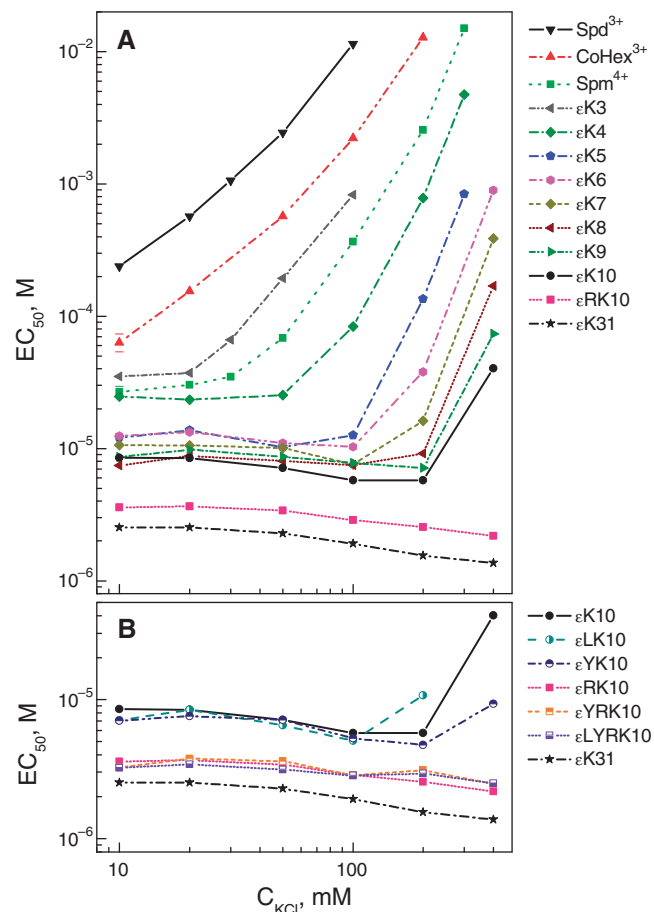 A
10⁻²
10⁻³
10⁻⁴
10⁻⁵
10⁻⁶
EC₅₀, M
Spd³⁺
CoHex³⁺
Spm⁴⁺
εK3
εK4
εK5
εK6
εK7
εK8
εK9
εK10
εRK10
εK31
B
10⁻⁵
10⁻⁶
EC₅₀, M
10
100
C_KCl, mM
εK10
εLK10
εYK10
εRK10
εYRK10
εLYRK10
εK31